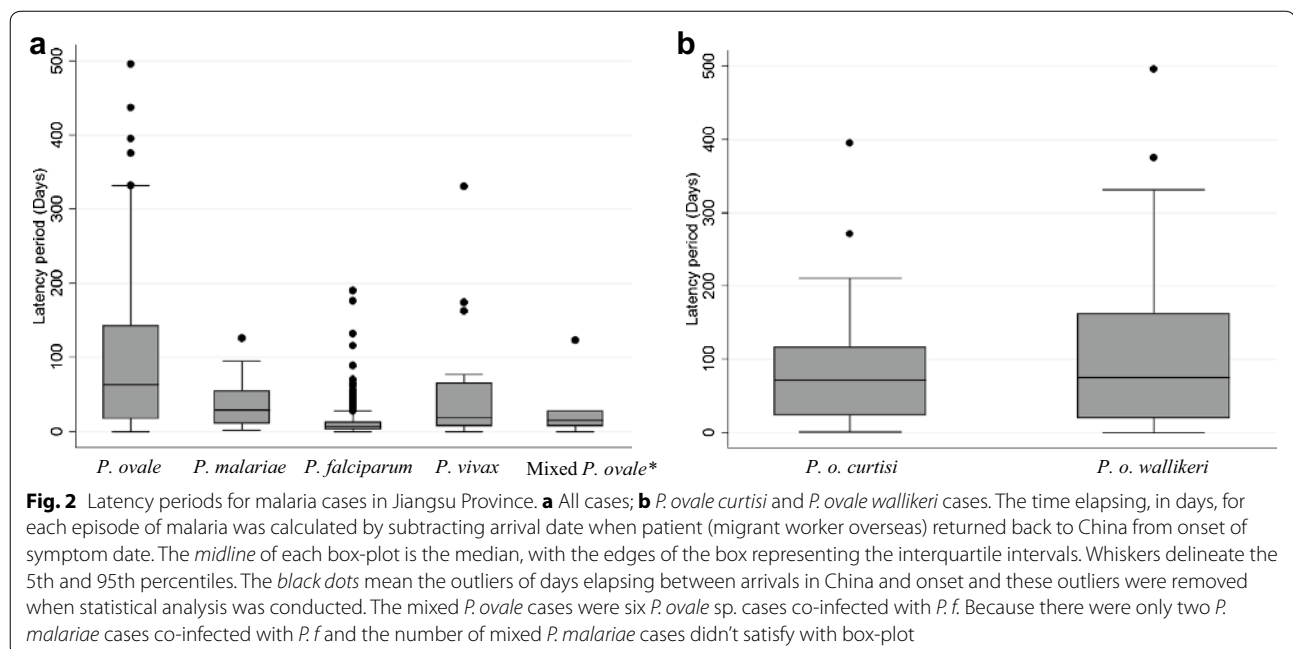 a
b
500
400
300
200
100
0
Latency period (Days)
P. ovale P. malariae P. falciparum P. vivax Mixed P. ovale*
500
400
300
200
100
0
Latency period (Days)
P. o. curtisi P. o. wallikeri
Fig. 2 Latency periods for malaria cases in Jiangsu Province. a All cases; b P. ovale curtisi and P. ovale wallikeri cases. The time elapsing, in days, for
each episode of malaria was calculated by subtracting arrival date when patient (migrant worker overseas) returned back to China from onset of
symptom date. The midline of each box-plot is the median, with the edges of the box representing the interquartile intervals. Whiskers delineate the
5th and 95th percentiles. The black dots mean the outliers of days elapsing between arrivals in China and onset and these outliers were removed
when statistical analysis was conducted. The mixed P. ovale cases were six P. ovale sp. cases co-infected with P. f. Because there were only two P.
malariae cases co-infected with P. f and the number of mixed P. malariae cases didn't satisfy with box-plot